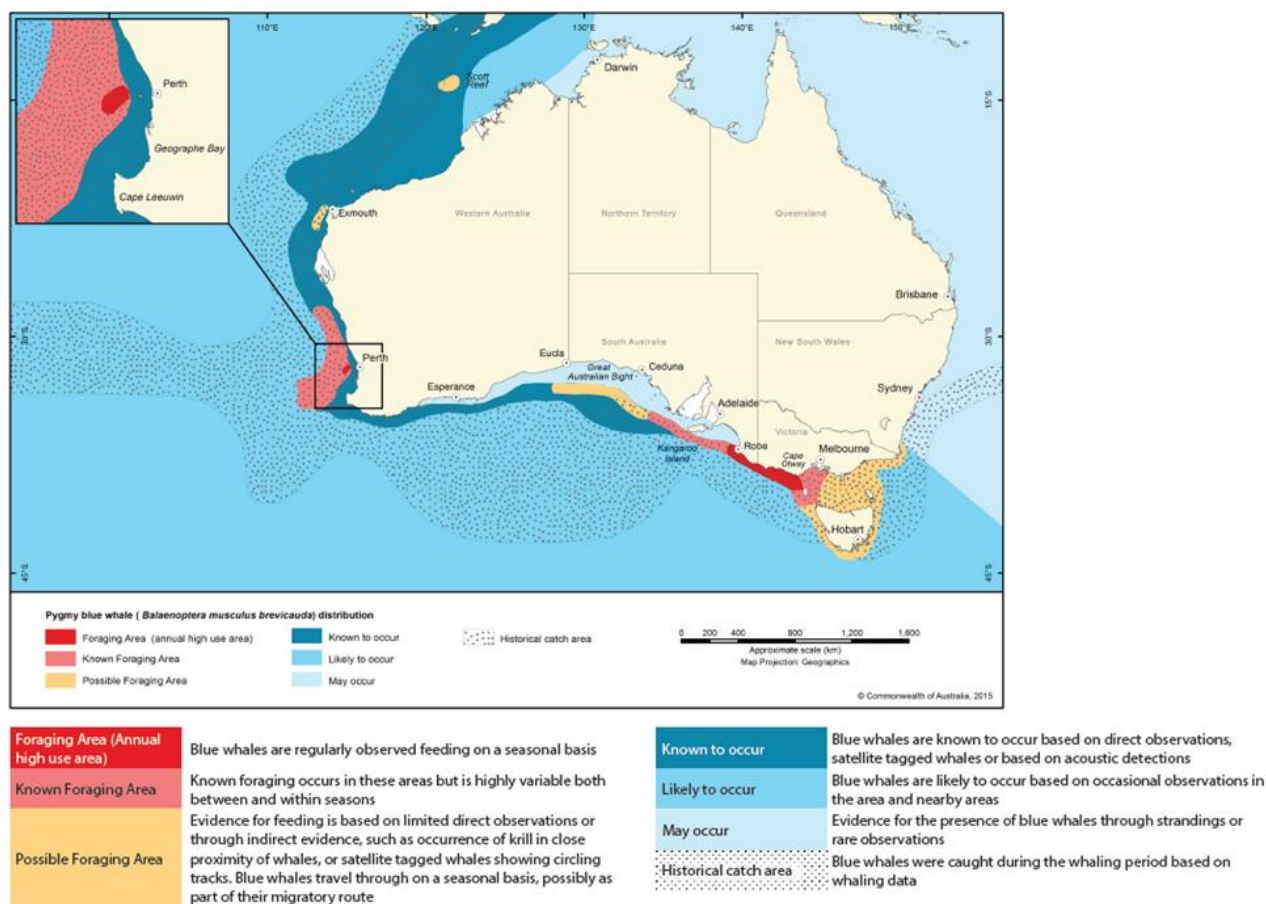 110°E
120°E
130°E
140°E
150°E
Perth
Geographe Bay
Cape Leeuwin
Scott
Reef
Darwin
15°S
Exmouth
Western Australia
Northern Territory
Queensland
Brisbane
30°S
30°S
Perth
South Australia
New South Wales
Eucla
Great
Australian Bight
Ceduna
Esperance
Sydney
Adelaide
Victoria
Robe
Melbourne
Cape
Otway
Kangaroo
Island
Hobart
45°S
45°S
Pygmy blue whale ( Balaenoptera musculus brevicauda) distribution
Foraging Area (annual high use area)
Known Foraging Area
Possible Foraging Area
Known to occur
Likely to occur
May occur
Historical catch area
0 200 400 800 1,200 1,600
Approximate scale (km)
Map Projection: Geographics
© Commonwealth of Australia, 2015
Foraging Area (Annual
high use area)
Blue whales are regularly observed feeding on a seasonal basis
Known Foraging Area
Known foraging occurs in these areas but is highly variable both
between and within seasons
Possible Foraging Area
Evidence for feeding is based on limited direct observations or
through indirect evidence, such as occurrence of krill in close
proximity of whales, or satellite tagged whales showing circling
tracks. Blue whales travel through on a seasonal basis, possibly as
part of their migratory route
Known to occur
Blue whales are known to occur based on direct observations,
satellite tagged whales or based on acoustic detections
Likely to occur
Blue whales are likely to occur based on occasional observations in
the area and nearby areas
May occur
Evidence for the presence of blue whales through strandings or
rare observations
Historical catch area
Blue whales were caught during the whaling period based on
whaling data